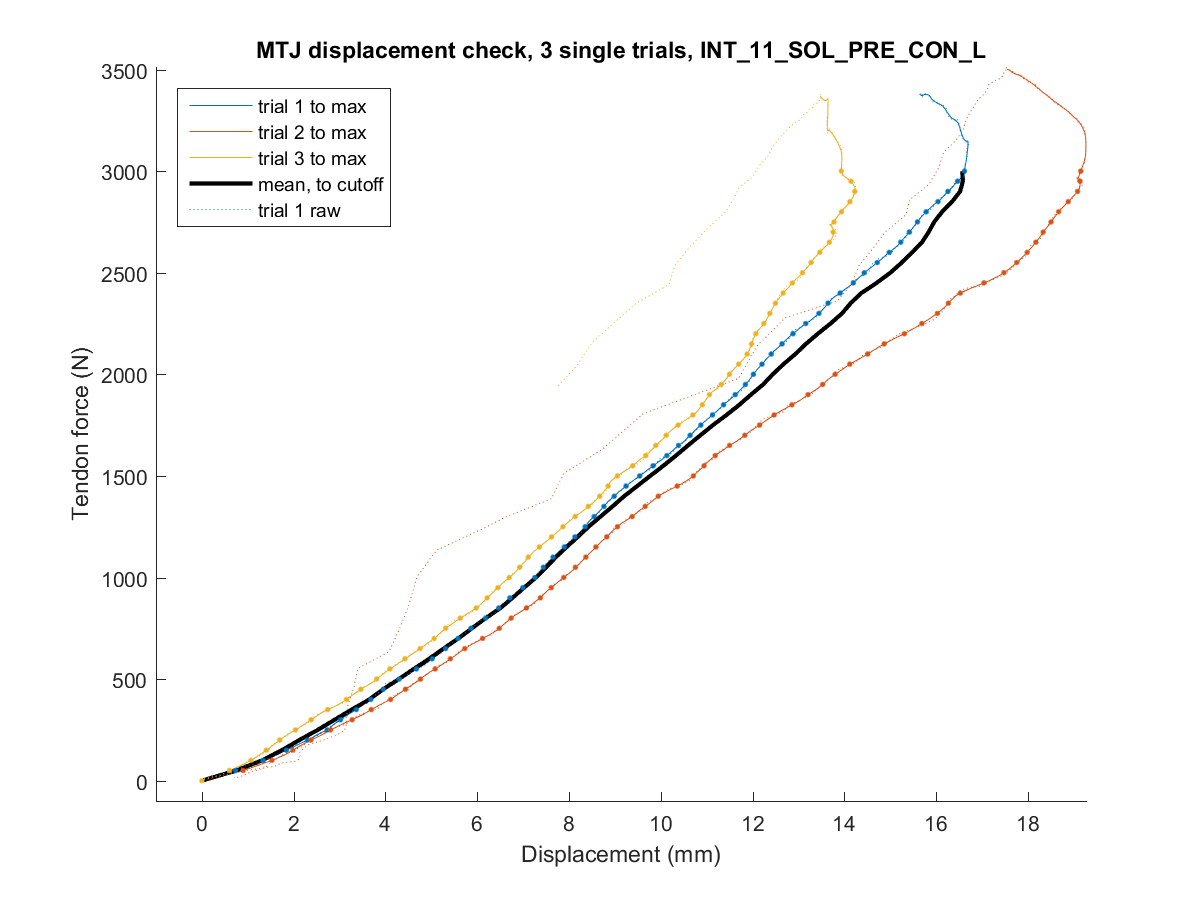 MTJ displacement check, 3 single trials, INT_11_SOL_PRE_CON_L
3500
3000
2500
2000
1500
1000
500
0
Tendon force (N)
trial 1 to max
trial 2 to max
trial 3 to max
mean, to cutoff
trial 1 raw
0 2 4 6 8 10 12 14 16 18
Displacement (mm)